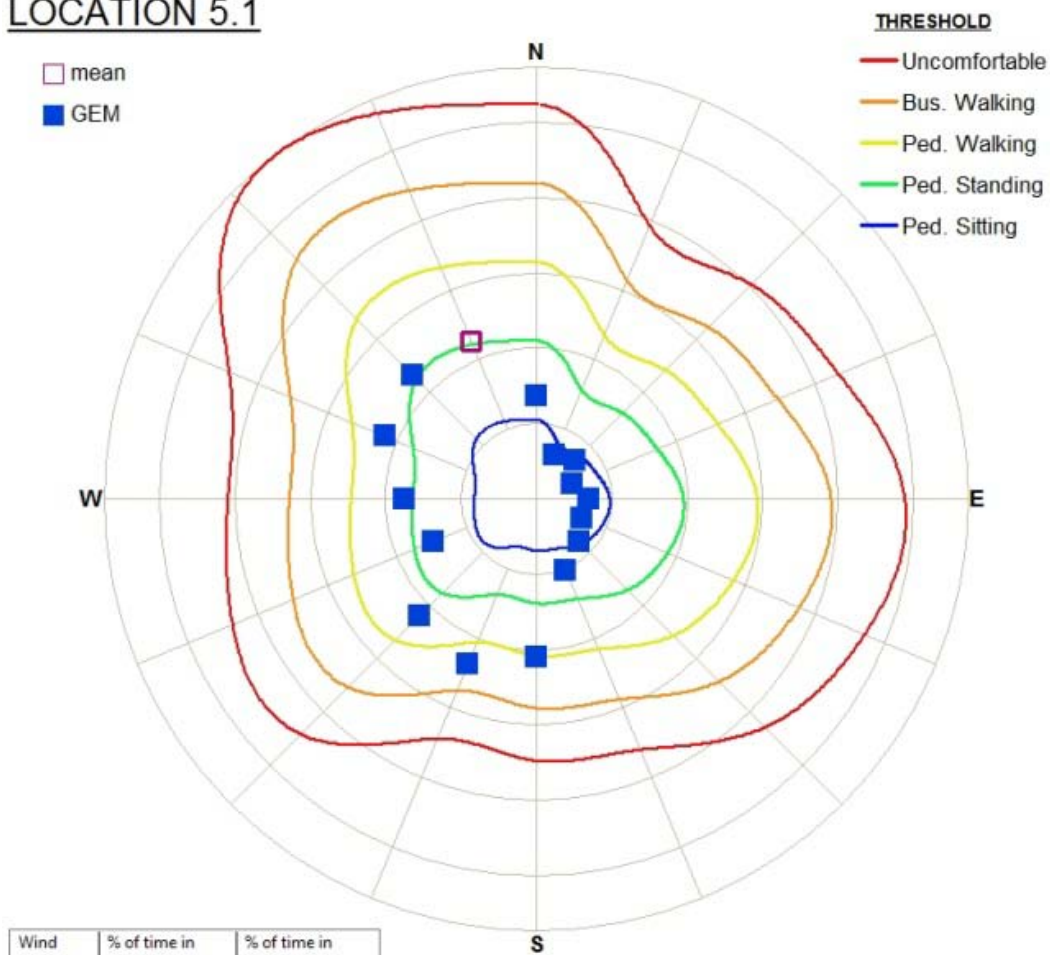 LOCATION 5.1
mean
GEM
THRESHOLD
Uncomfortable
Bus. Walking
Ped. Walking
Ped. Standing
Ped. Sitting
N
W
E
S
Wind
% of time in
% of time in